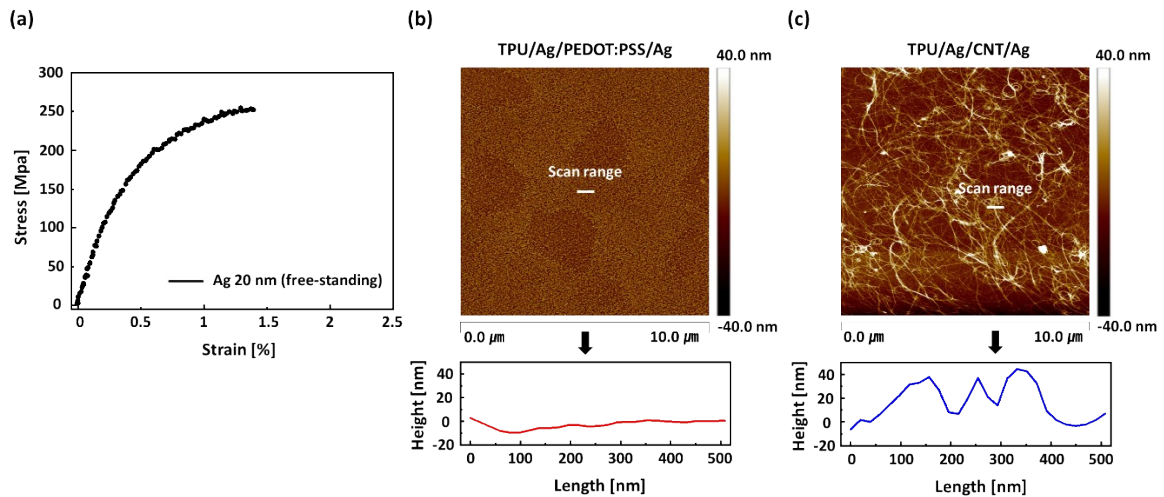 (a)
300
250
200
150
100
50
0
Stress [Mpa]
Ag 20 nm (free-standing)
0 0.5 1 1.5 2 2.5
Strain [%]
(b)
TPU/Ag/PEDOT:PSS/Ag
40.0 nm
Scan range
-40.0 nm
0.0 µm 10.0 µm
40
20
0
-20
Height [nm]
0 100 200 300 400 500
Length [nm]
(c)
TPU/Ag/CNT/Ag
40.0 nm
Scan range
-40.0 nm
0.0 µm 10.0 µm
40
20
0
-20
Height [nm]
0 100 200 300 400 500
Length [nm]